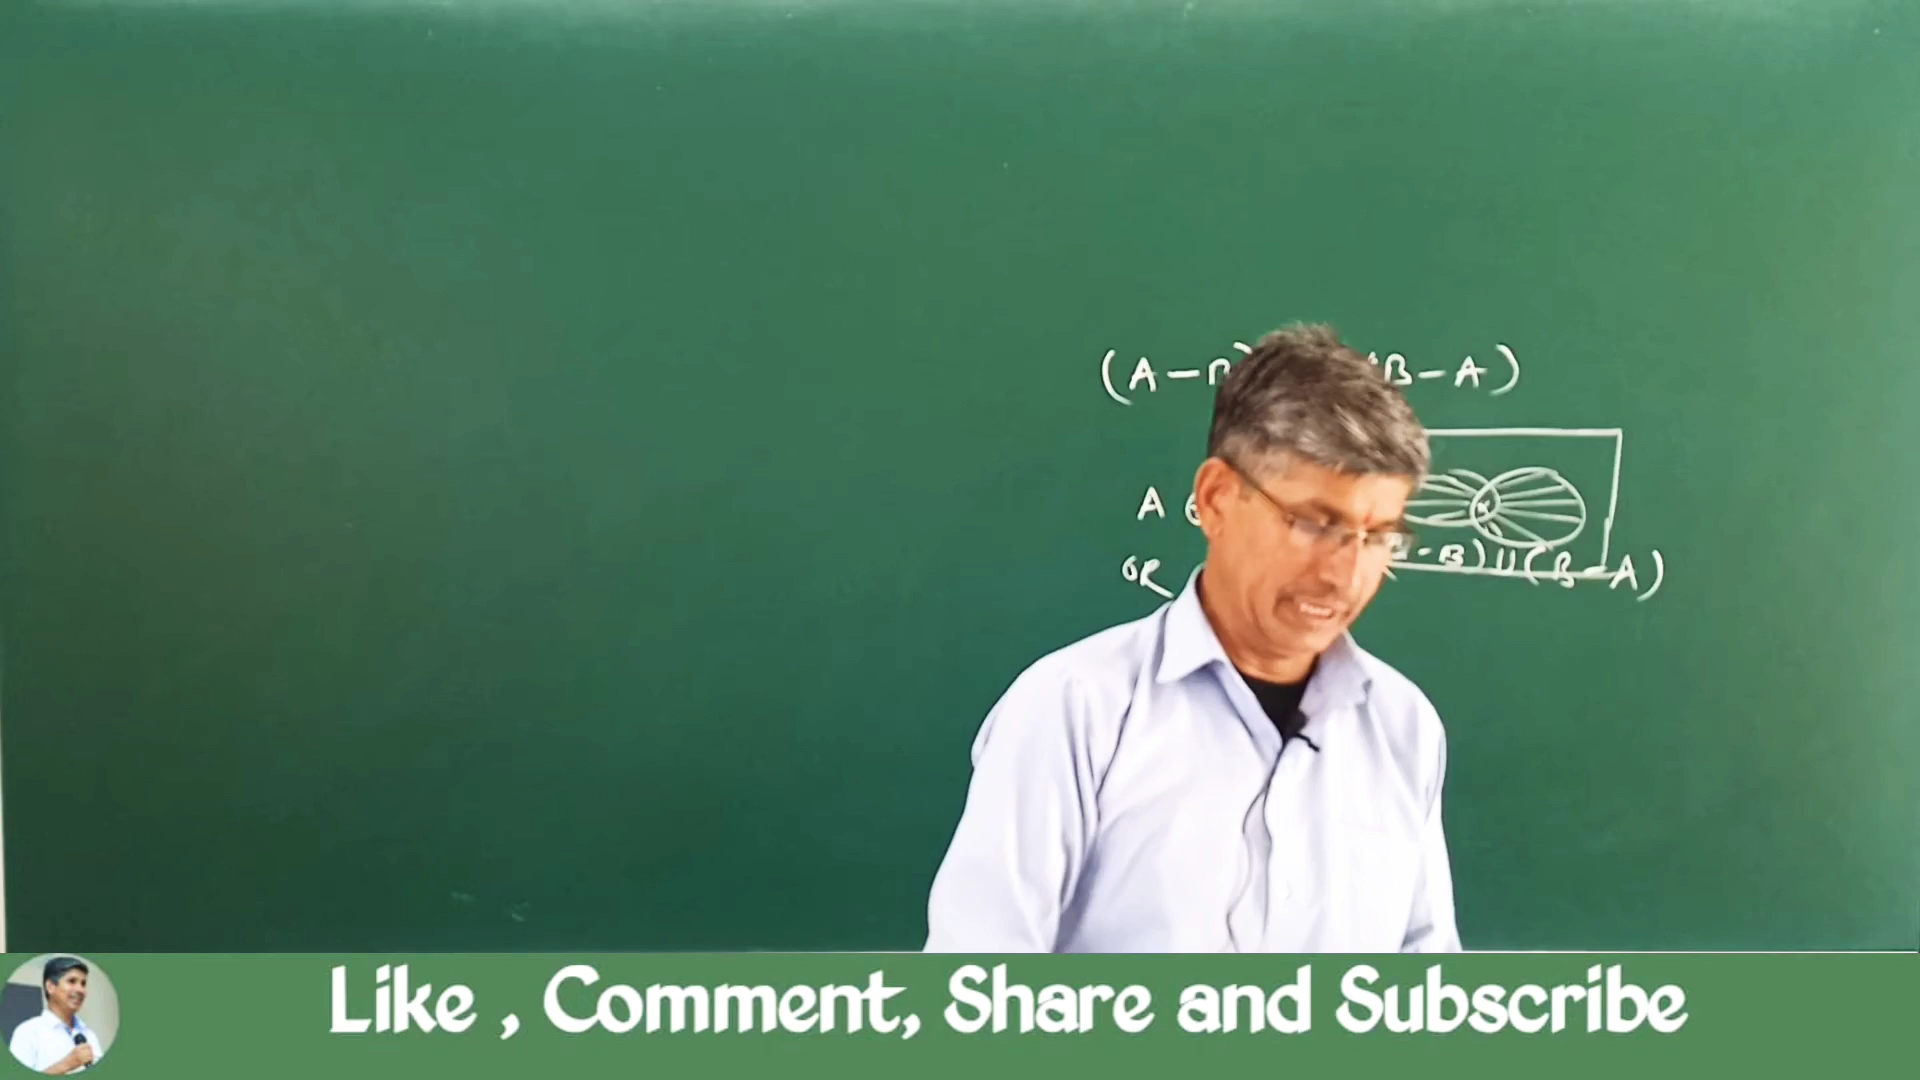 (A - B) B - A)
A
OR - B) U (B - A)
Like , Comment, Share and Subscribe